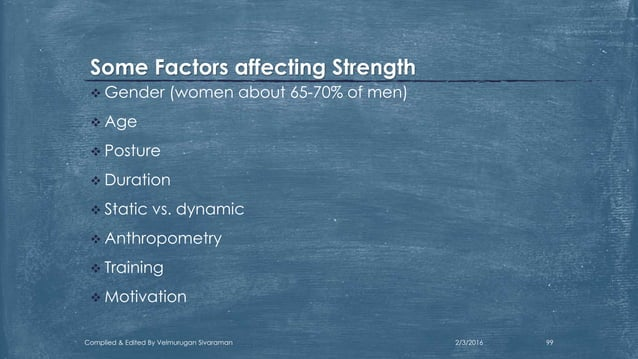 Some Factors affecting Strength
❖ Gender (women about 65-70% of men)
❖ Age
❖ Posture
❖ Duration
❖ Static vs. dynamic
❖ Anthropometry
❖ Training
❖ Motivation
Complied & Edited By Velmurugan Sivaraman 2/3/2016 99